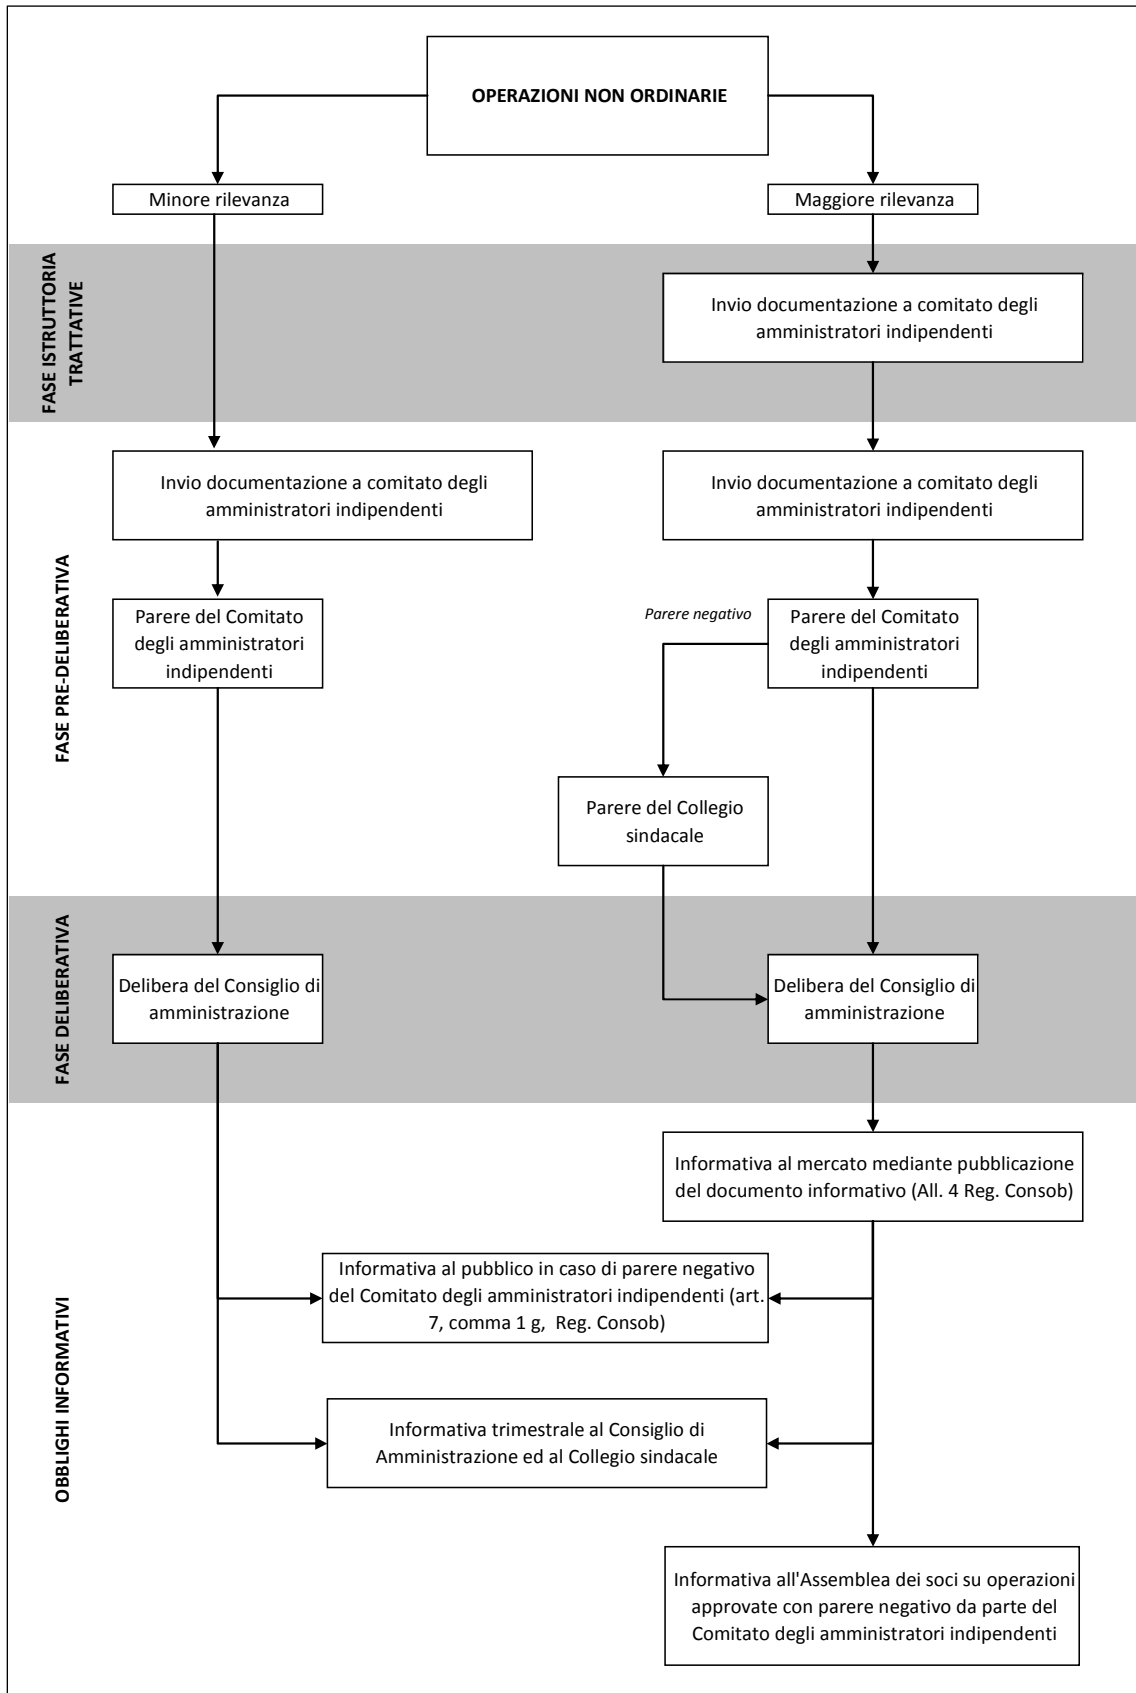 OPERAZIONI NON ORDINARIE
Minore rilevanza
Maggiore rilevanza
FASE ISTRUTTORIA
TRATTATIVE
Invio documentazione a comitato degli
amministratori indipendenti
FASE PRE-DELIBERATIVA
Invio documentazione a comitato degli
amministratori indipendenti
Invio documentazione a comitato degli
amministratori indipendenti
Parere del Comitato
degli amministratori
indipendenti
Parere negativo
Parere del Comitato
degli amministratori
indipendenti
Parere del Collegio
sindacale
FASE DELIBERATIVA
Delibera del Consiglio di
amministrazione
Delibera del Consiglio di
amministrazione
OBBLIGHI INFORMATIVI
Informativa al mercato mediante pubblicazione
del documento informativo (All. 4 Reg. Consob)
Informativa al pubblico in caso di parere negativo
del Comitato degli amministratori indipendenti (art.
7, comma 1 g, Reg. Consob)
Informativa trimestrale al Consiglio di
Amministrazione ed al Collegio sindacale
Informativa all'Assemblea dei soci su operazioni
approvate con parere negativo da parte del
Comitato degli amministratori indipendenti